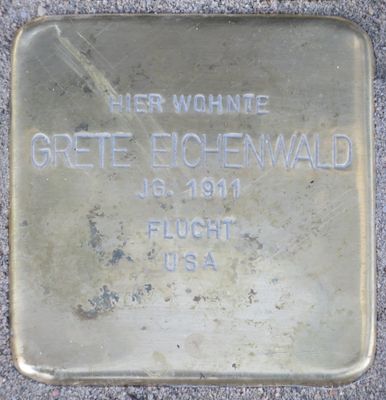 HIER WOHNTE
GRETE EICHENWALD
JG. 1911
FLUCHT
USA